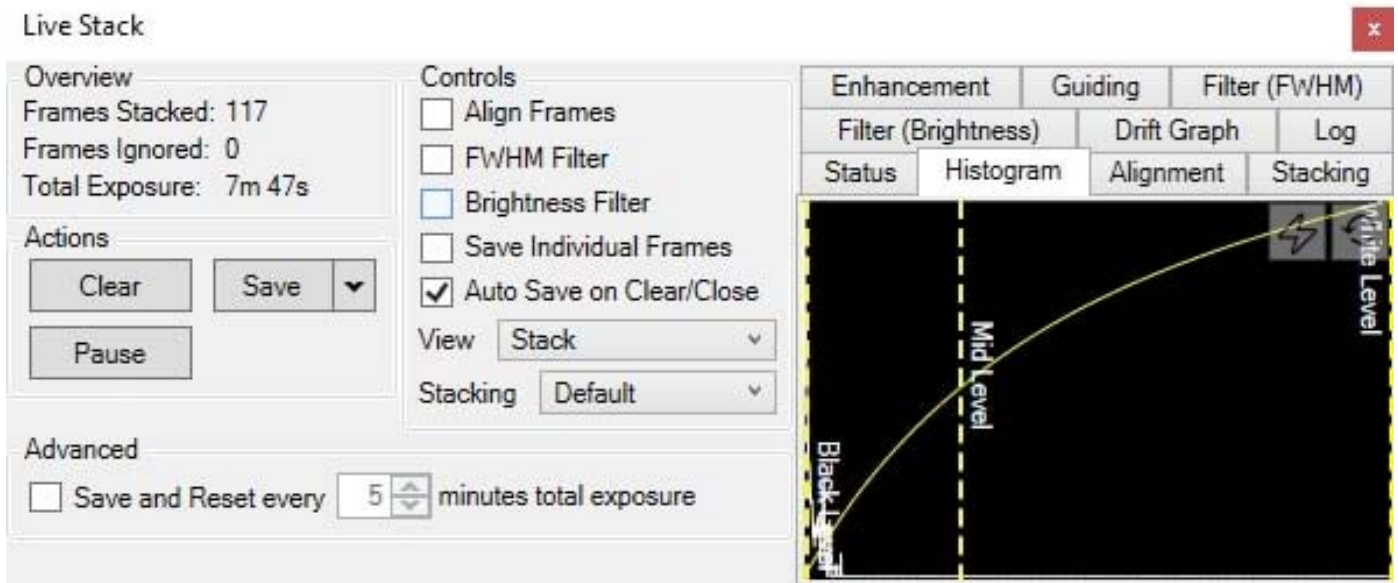 Live Stack
x
Overview
Frames Stacked: 117
Frames Ignored: 0
Total Exposure: 7m 47s
Actions
Clear
Save
Pause
Controls
Align Frames
FWHM Filter
Brightness Filter
Save Individual Frames
Auto Save on Clear/Close
View Stack
Stacking Default
Advanced
Save and Reset every 5 minutes total exposure
Enhancement Guiding Filter (FWHM)
Filter (Brightness) Drift Graph Log
Status Histogram Alignment Stacking
Black Level
Mid Level
White Level